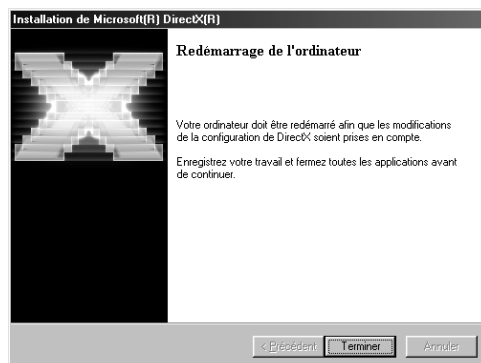 Installation de Microsoft(R) DirectX(R)
Redémarrage de l'ordinateur
Votre ordinateur doit être redémarré afin que les modifications
de la configuration de DirectX soient prises en compte.
Enregistrez votre travail et fermez toutes les applications avant
de continuer.
< Précédent Terminer Annuler